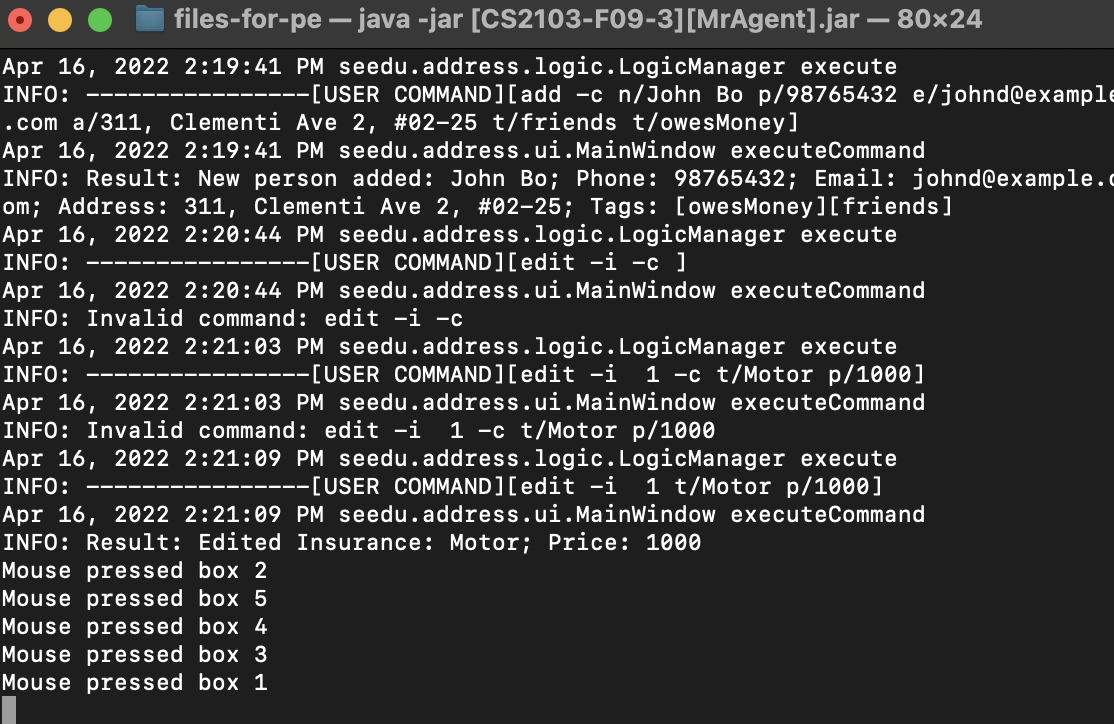 files-for-pe — java -jar [CS2103-F09-3][MrAgent].jar — 80×24
Apr 16, 2022 2:19:41 PM seedu.address.logic.LogicManager execute
INFO: ----------------[USER COMMAND][add -c n/John Bo p/98765432 e/johnd@example
.com a/311, Clementi Ave 2, #02-25 t/friends t/owesMoney]
Apr 16, 2022 2:19:41 PM seedu.address.ui.MainWindow executeCommand
INFO: Result: New person added: John Bo; Phone: 98765432; Email: johnd@example.c
om; Address: 311, Clementi Ave 2, #02-25; Tags: [owesMoney][friends]
Apr 16, 2022 2:20:44 PM seedu.address.logic.LogicManager execute
INFO: ----------------[USER COMMAND][edit -i -c ]
Apr 16, 2022 2:20:44 PM seedu.address.ui.MainWindow executeCommand
INFO: Invalid command: edit -i -c
Apr 16, 2022 2:21:03 PM seedu.address.logic.LogicManager execute
INFO: ----------------[USER COMMAND][edit -i  1 -c t/Motor p/1000]
Apr 16, 2022 2:21:03 PM seedu.address.ui.MainWindow executeCommand
INFO: Invalid command: edit -i  1 -c t/Motor p/1000
Apr 16, 2022 2:21:09 PM seedu.address.logic.LogicManager execute
INFO: ----------------[USER COMMAND][edit -i  1 t/Motor p/1000]
Apr 16, 2022 2:21:09 PM seedu.address.ui.MainWindow executeCommand
INFO: Result: Edited Insurance: Motor; Price: 1000
Mouse pressed box 2
Mouse pressed box 5
Mouse pressed box 4
Mouse pressed box 3
Mouse pressed box 1